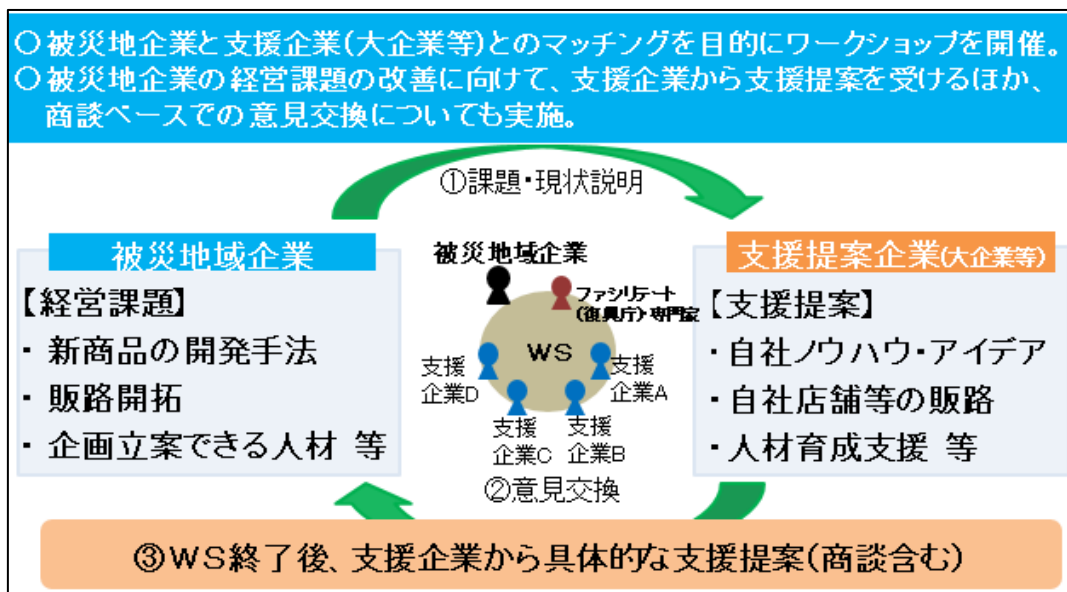 ○被災地企業と支援企業(大企業等)とのマッチングを目的にワークショップを開催。
○被災地企業の経営課題の改善に向けて、支援企業から支援提案を受けるほか、
商談ベースでの意見交換についても実施。
①課題・現状説明
被災地域企業
【経営課題】
・ 新商品の開発手法
・ 販路開拓
・ 企画立案できる人材 等
被災地域企業
ファシリテート
(復興庁)・専門家
WS
支援
企業D
支援
企業A
支援
企業C
支援
企業B
②意見交換
支援提案企業(大企業等)
【支援提案】
・自社ノウハウ・アイデア
・自社店舗等の販路
・人材育成支援 等
③WS終了後、支援企業から具体的な支援提案(商談含む)